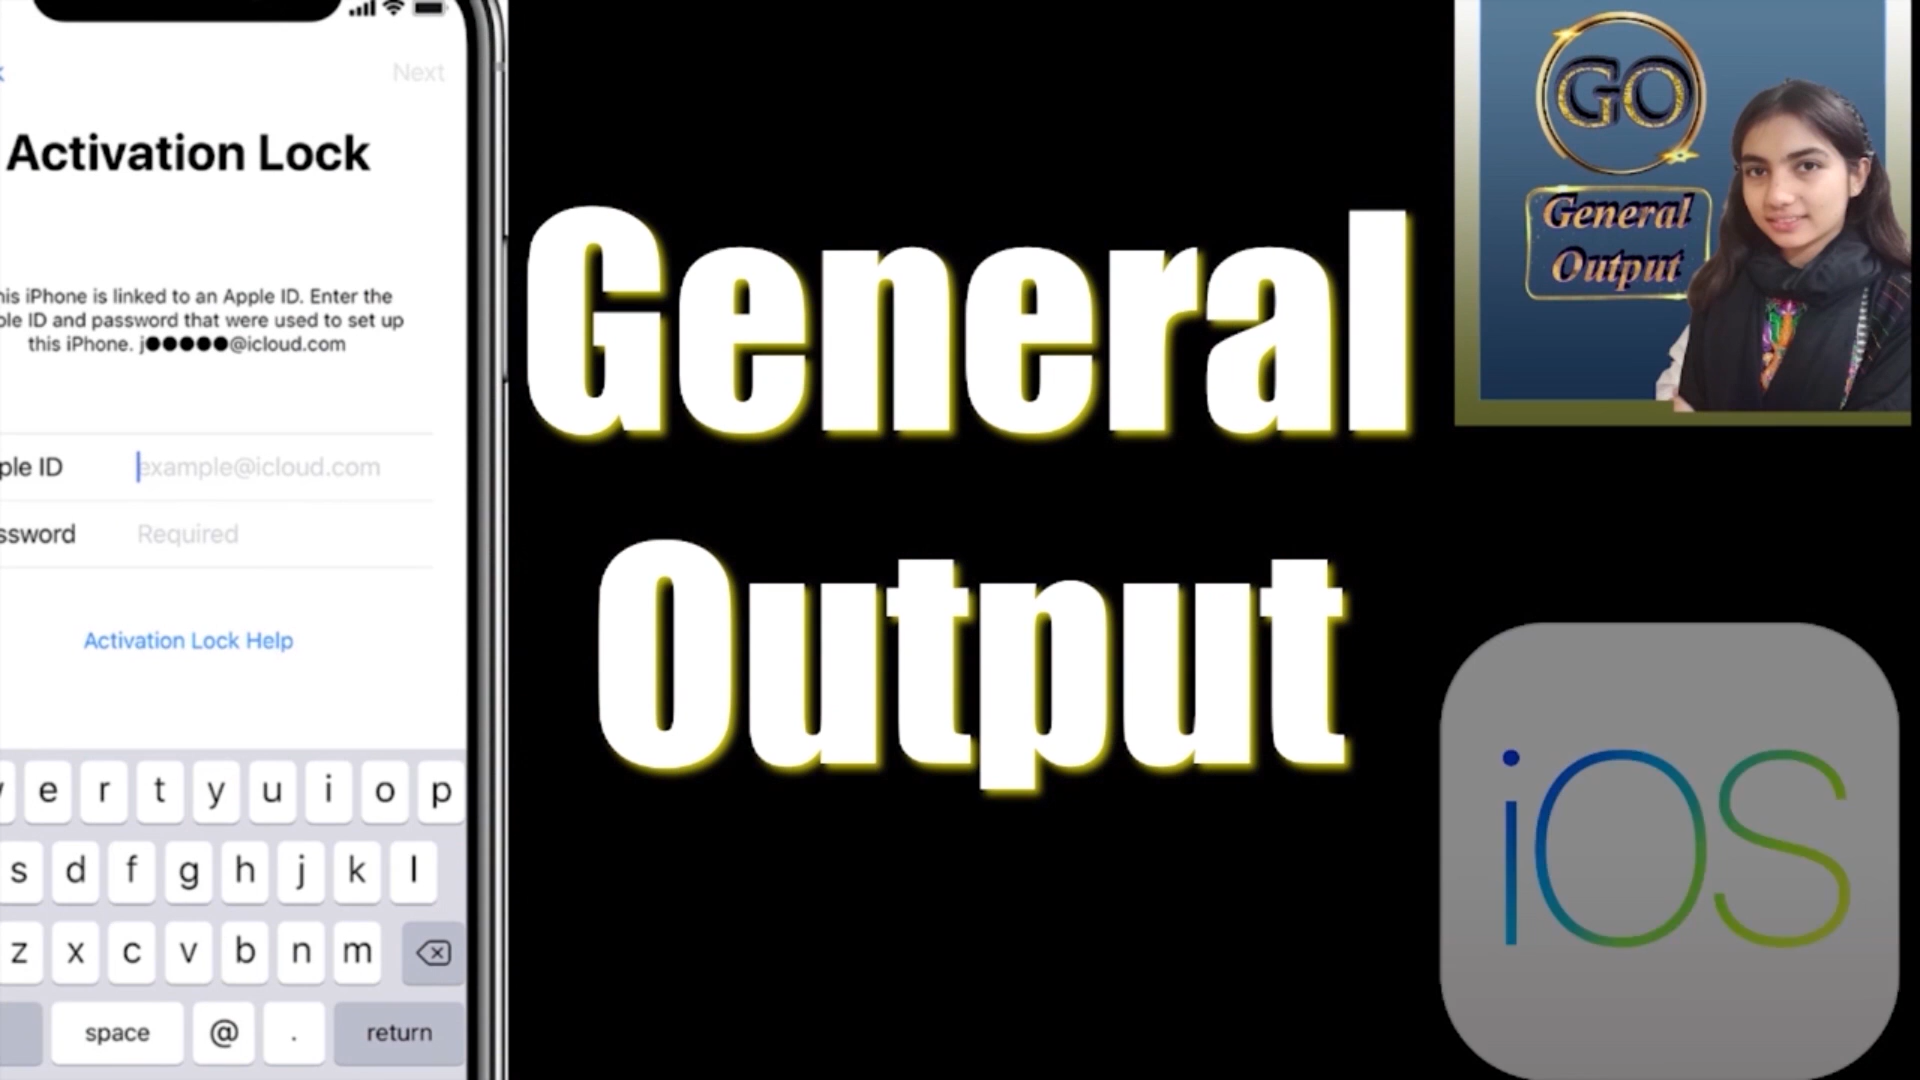 Next
Activation Lock
his iPhone is linked to an Apple ID. Enter the
ple ID and password that were used to set up
this iPhone. j●●●●●@icloud.com
ple ID
example@icloud.com
ssword
Required
Activation Lock Help
e r t y u i o p
s d f g h j k l
z x c v b n m
space @ . return
General
Output
GO
General
Output
iOS